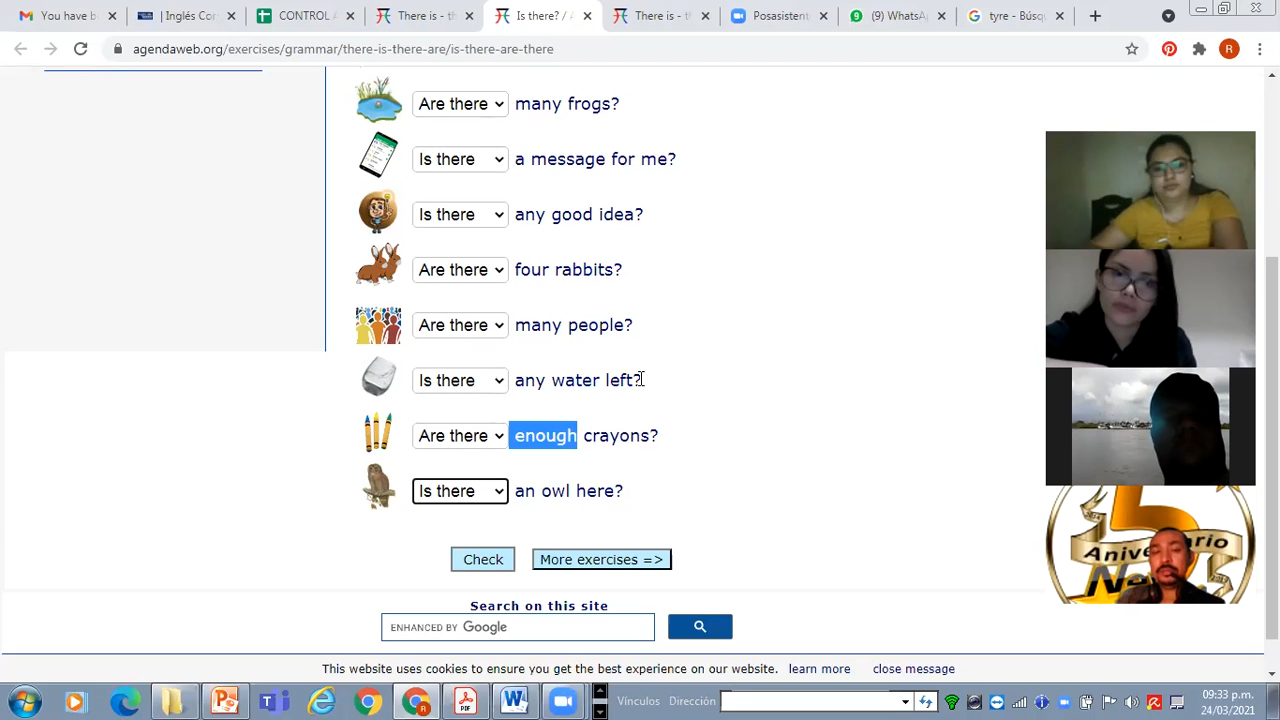 You have
Inglés Cor
CONTROL A
There is - t
Is there? / A
There is - t
Posasistent
(9) WhatsA
tyre - Búsq
agendaweb.org/exercises/grammar/there-is-there-are/is-there-are-there
R
Are there many frogs?
Is there a message for me?
Is there any good idea?
Are there four rabbits?
Are there many people?
Is there any water left?
Are there enough crayons?
Is there an owl here?
Check More exercises =>
Search on this site
ENHANCED BY Google
This website uses cookies to ensure you get the best experience on our website. learn more close message
Aniversario
Vínculos Dirección
09:33 p.m.
24/03/2021